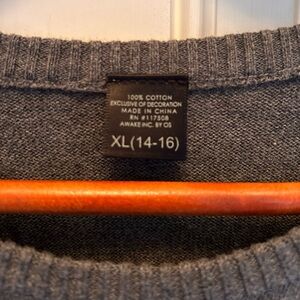 100% COTTON
EXCLUSIVE OF DECORATION
MADE IN CHINA
RN #117508
AWAKE INC. BY OS
XL(14-16)